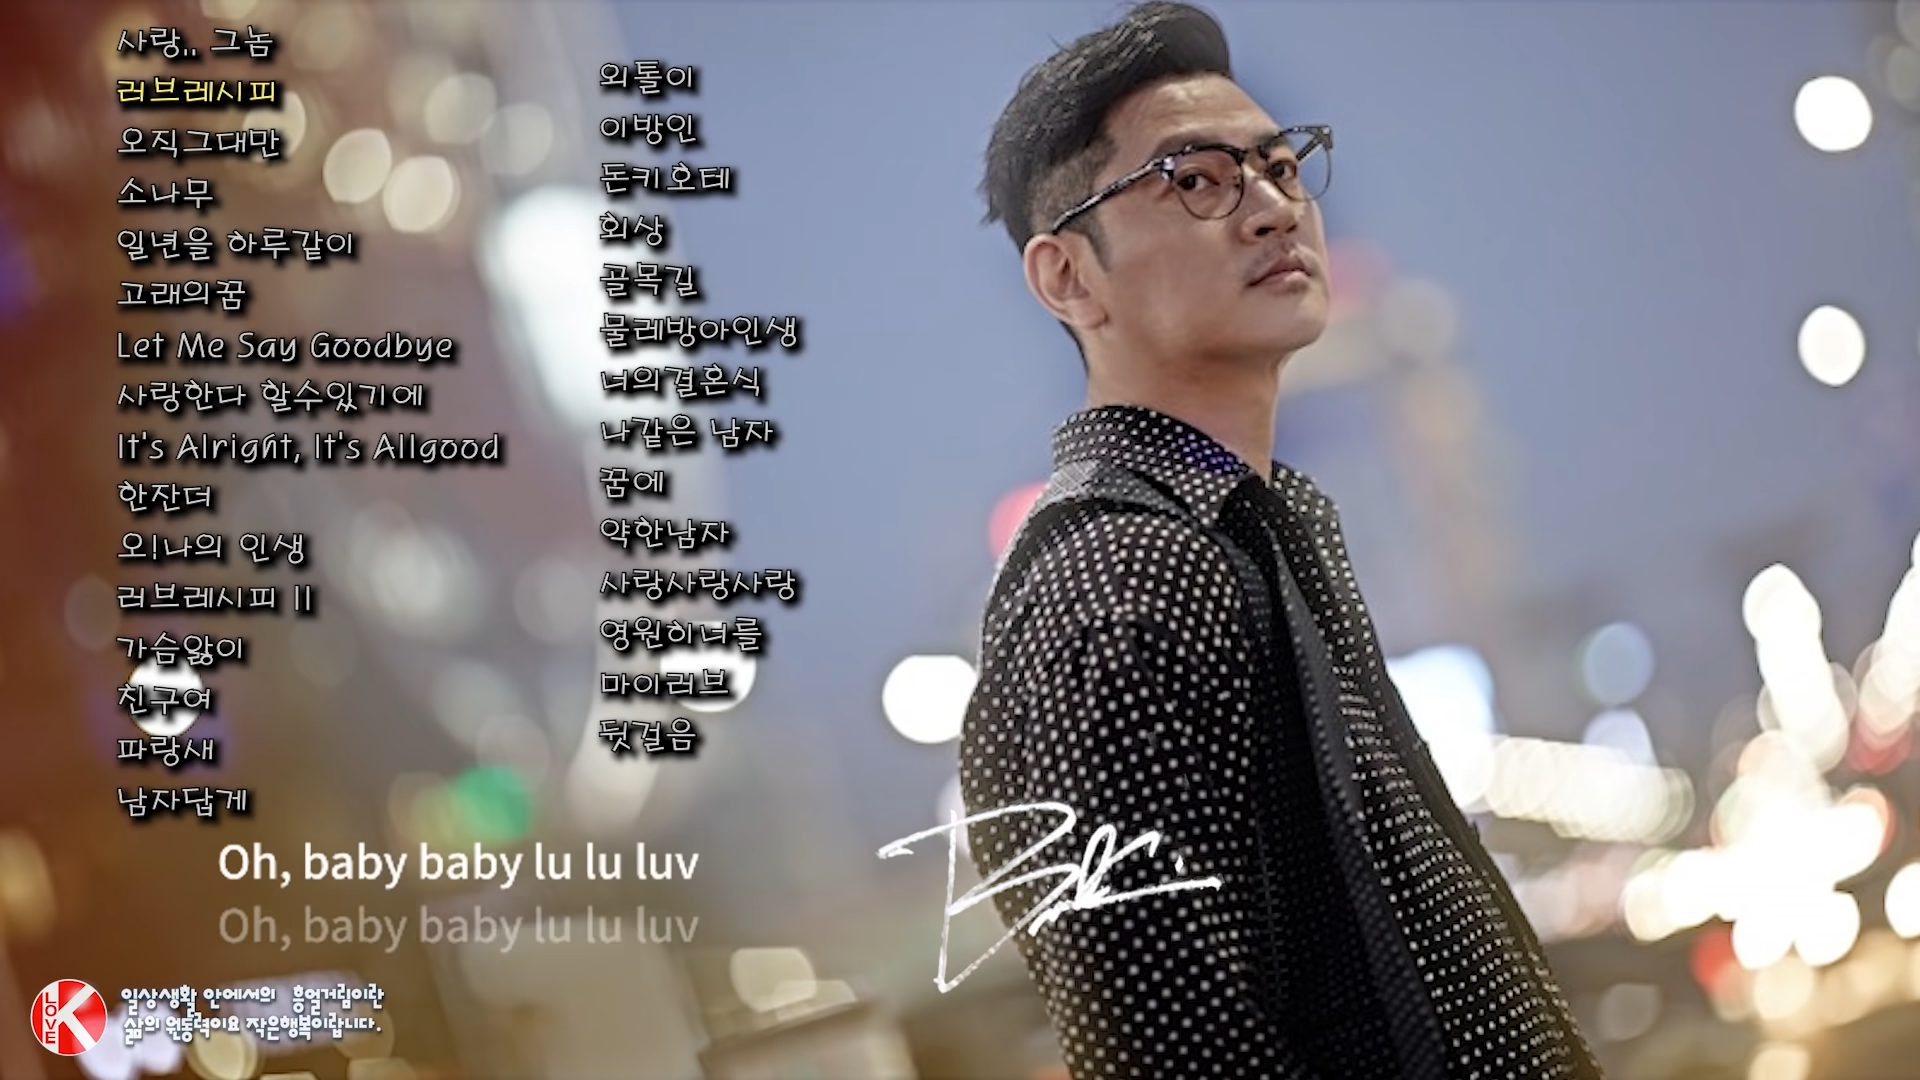 사랑.. 그놈
러브레시피
오직그대만
소나무
일년을 하루같이
고래의꿈
Let Me Say Goodbye
사랑한다 할수있기에
It's Alright, It's Allgood
한잔더
오!나의 인생
러브레시피 II
가슴앓이
친구여
파랑새
남자답게
외톨이
이방인
돈키호테
회상
골목길
물레방아인생
너의결혼식
나같은 남자
꿈에
약한남자
사랑사랑사랑
영원히너를
마이러브
뒷걸음
Oh, baby baby lu lu luv
Oh, baby baby lu lu luv
LOVE K
일상생활 안에서의 흥얼거림이란
삶의 원동력이요 작은행복이랍니다.